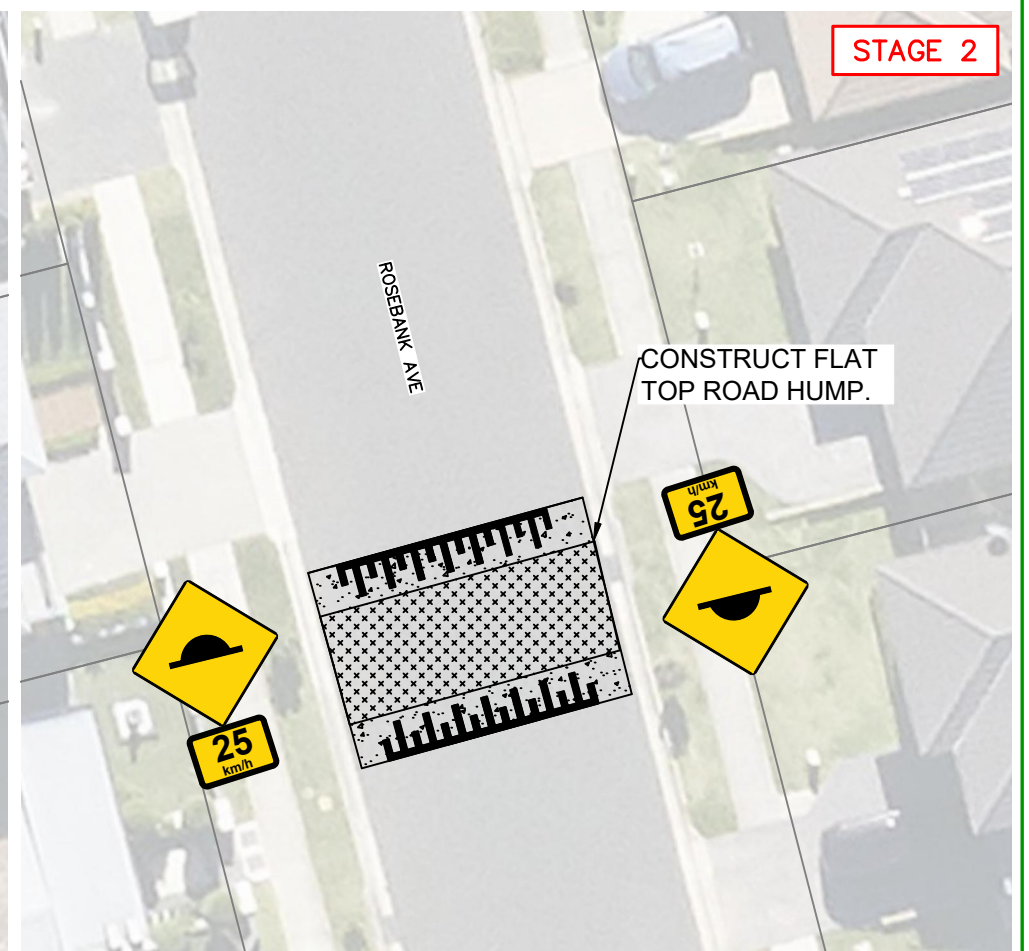 STAGE 2
ROSEBANK AVE
CONSTRUCT FLAT
TOP ROAD HUMP.
25
km/h
25
km/h